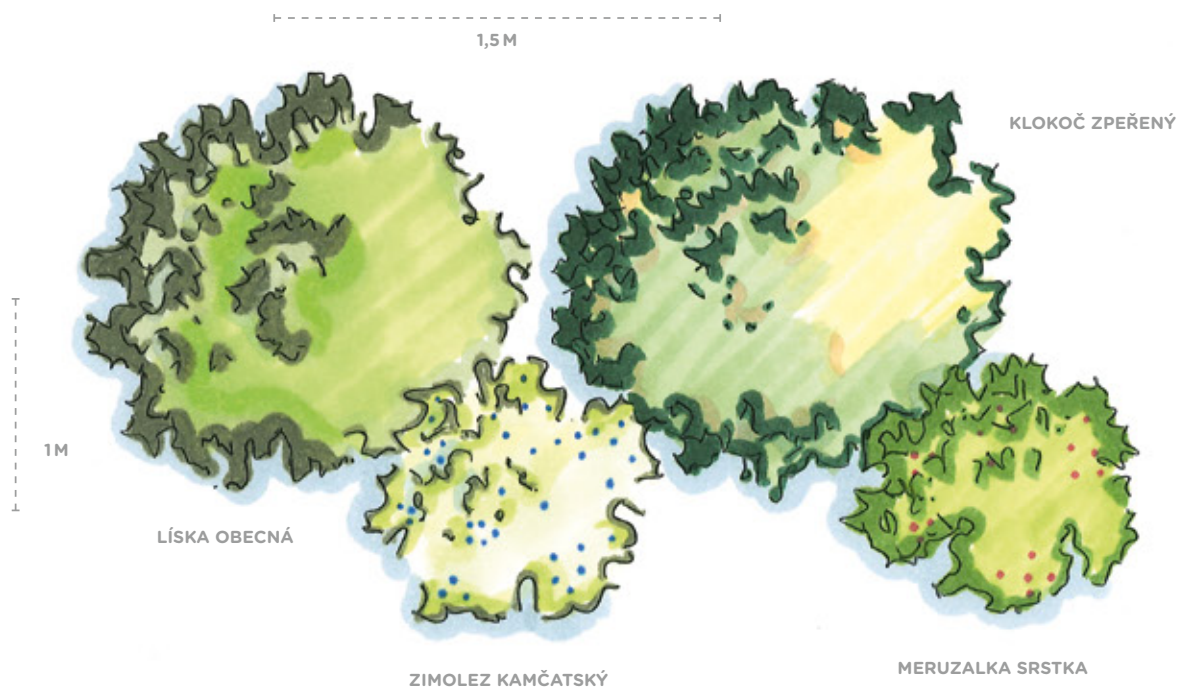 1,5 M
KLOKOČ ZPEŘENÝ
1 M
LÍSKA OBECNÁ
MERUZALKA SRSTKA
ZIMOLEZ KAMČATSKÝ